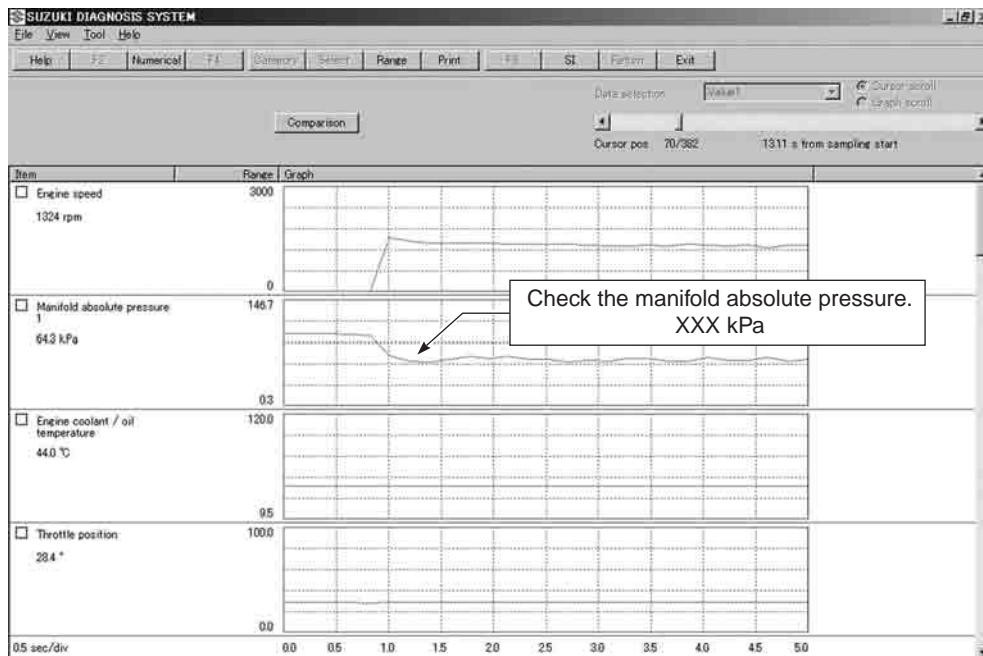 SUZUKI DIAGNOSIS SYSTEM
File View Tool Help
Help F2 Numerical F4 Category Select Range Print F9 SI Return Exit
Data selection Value1 Cursor scroll
Graph scroll
Comparison
Cursor pos 70/382 13.11 s from sampling start
Item Range Graph
Engine speed 3000
1324 rpm
0
Manifold absolute pressure 146.7
1
64.3 kPa
Check the manifold absolute pressure.
XXX kPa
0.3
Engine coolant / oil 120.0
temperature
44.0 °C
9.5
Throttle position 100.0
28.4 °
0.0
0.5 sec/div 0.0 0.5 1.0 1.5 2.0 2.5 3.0 3.5 4.0 4.5 5.0